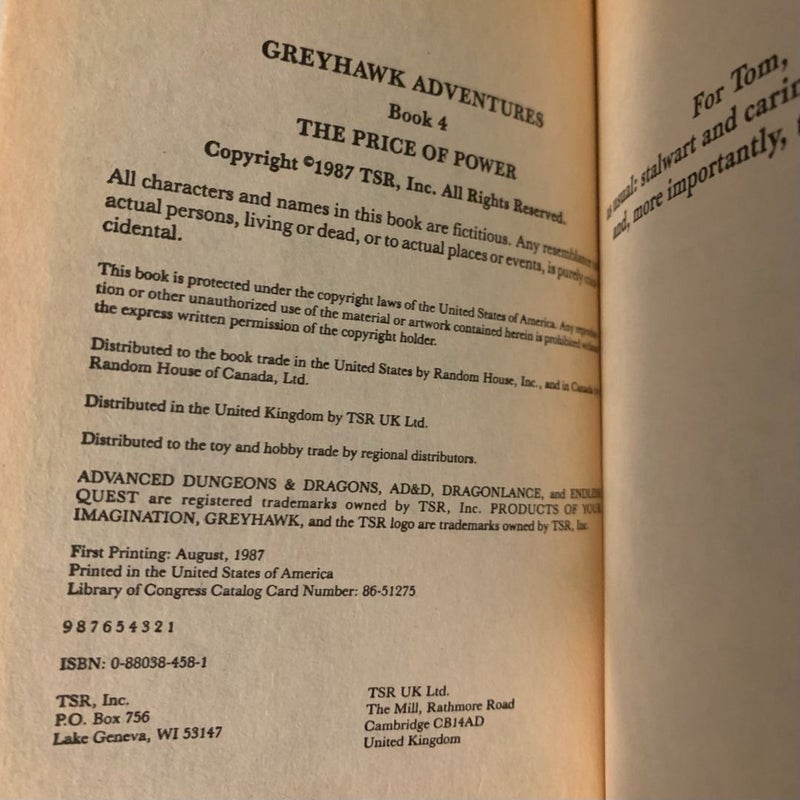 GREYHAWK ADVENTURES
Book 4
THE PRICE OF POWER
Copyright ©1987 TSR, Inc. All Rights Reserved.
All characters and names in this book are fictitious. Any resemblance
actual persons, living or dead, or to actual places or events, is purely
cidental.
This book is protected under the copyright laws of the United States of America. Any
tion or other unauthorized use of the material or artwork contained herein is prohibited
the express written permission of the copyright holder.
Distributed to the book trade in the United States by Random House, Inc., and in Canada
Random House of Canada, Ltd.
Distributed in the United Kingdom by TSR UK Ltd.
Distributed to the toy and hobby trade by regional distributors.
ADVANCED DUNGEONS & DRAGONS, AD&D, DRAGONLANCE, and ENDLESS
QUEST are registered trademarks owned by TSR, Inc. PRODUCTS OF YOUR
IMAGINATION, GREYHAWK, and the TSR logo are trademarks owned by TSR, Inc.
First Printing: August, 1987
Printed in the United States of America
Library of Congress Catalog Card Number: 86-51275
9 8 7 6 5 4 3 2 1
ISBN: 0-88038-458-1
TSR, Inc.
P.O. Box 756
Lake Geneva, WI 53147
TSR UK Ltd.
The Mill, Rathmore Road
Cambridge CB14AD
United Kingdom
For Tom,
usual: stalwart and
and, more importantly,